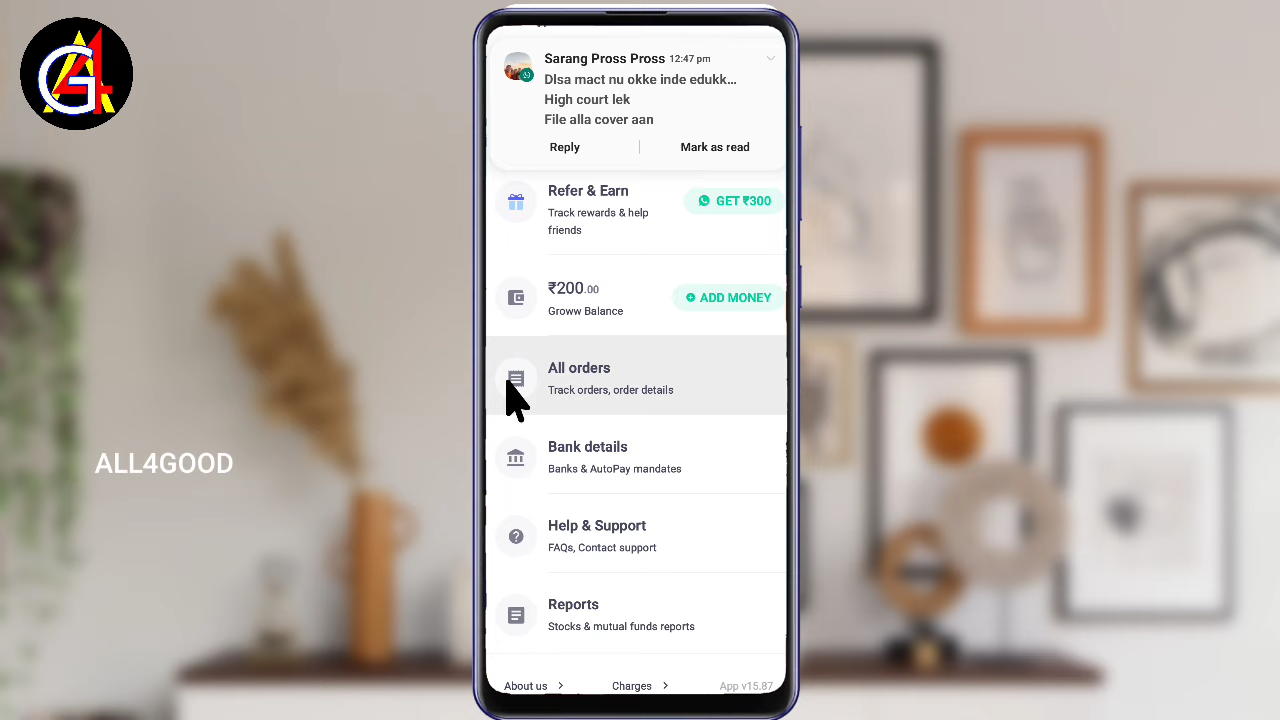 G4A
Sarang Pross Pross 12:47 pm
DIsa mact nu okke inde edukk...
High court lek
File alla cover aan
Reply
Mark as read
Refer & Earn
GET ₹300
Track rewards & help
friends
₹200.00
ADD MONEY
Groww Balance
All orders
Track orders, order details
Bank details
Banks & AutoPay mandates
ALL4GOOD
Help & Support
FAQs, Contact support
Reports
Stocks & mutual funds reports
About us
Charges
App v15.87